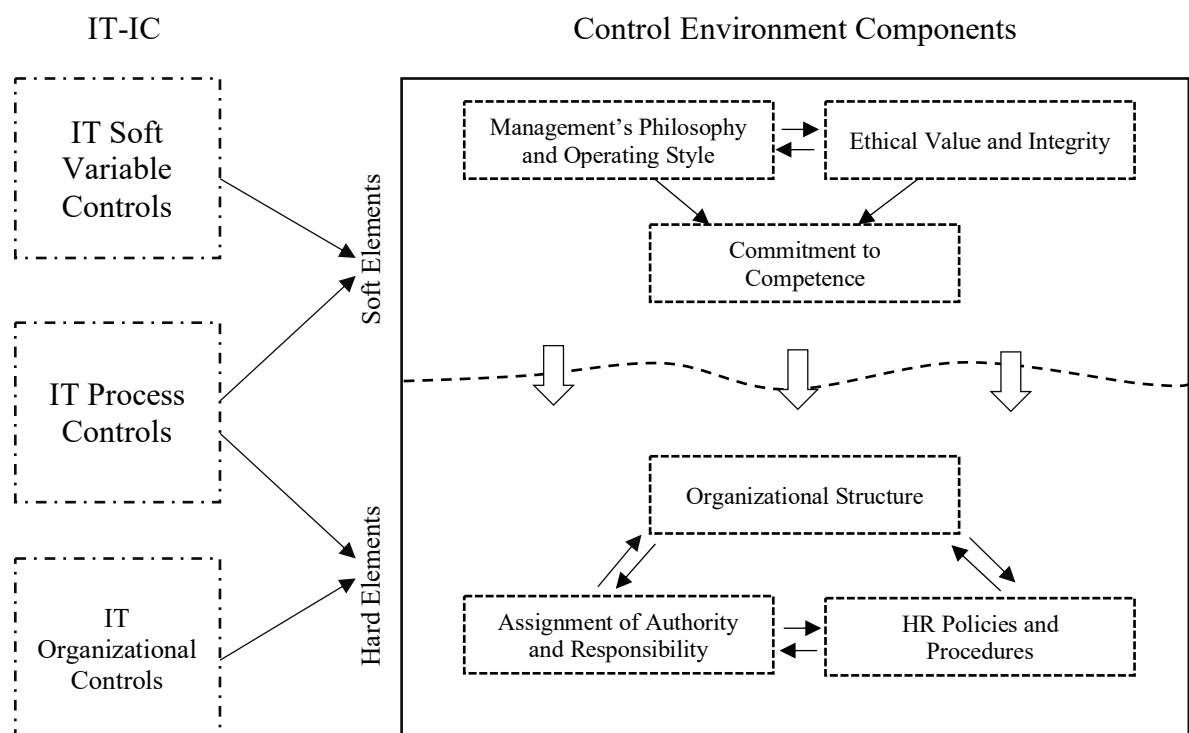 IT-IC
Control Environment Components
IT Soft
Variable
Controls
IT Process
Controls
IT
Organizational
Controls
Soft Elements
Hard Elements
Management’s Philosophy
and Operating Style
Ethical Value and Integrity
Commitment to
Competence
Organizational Structure
Assignment of Authority
and Responsibility
HR Policies and
Procedures